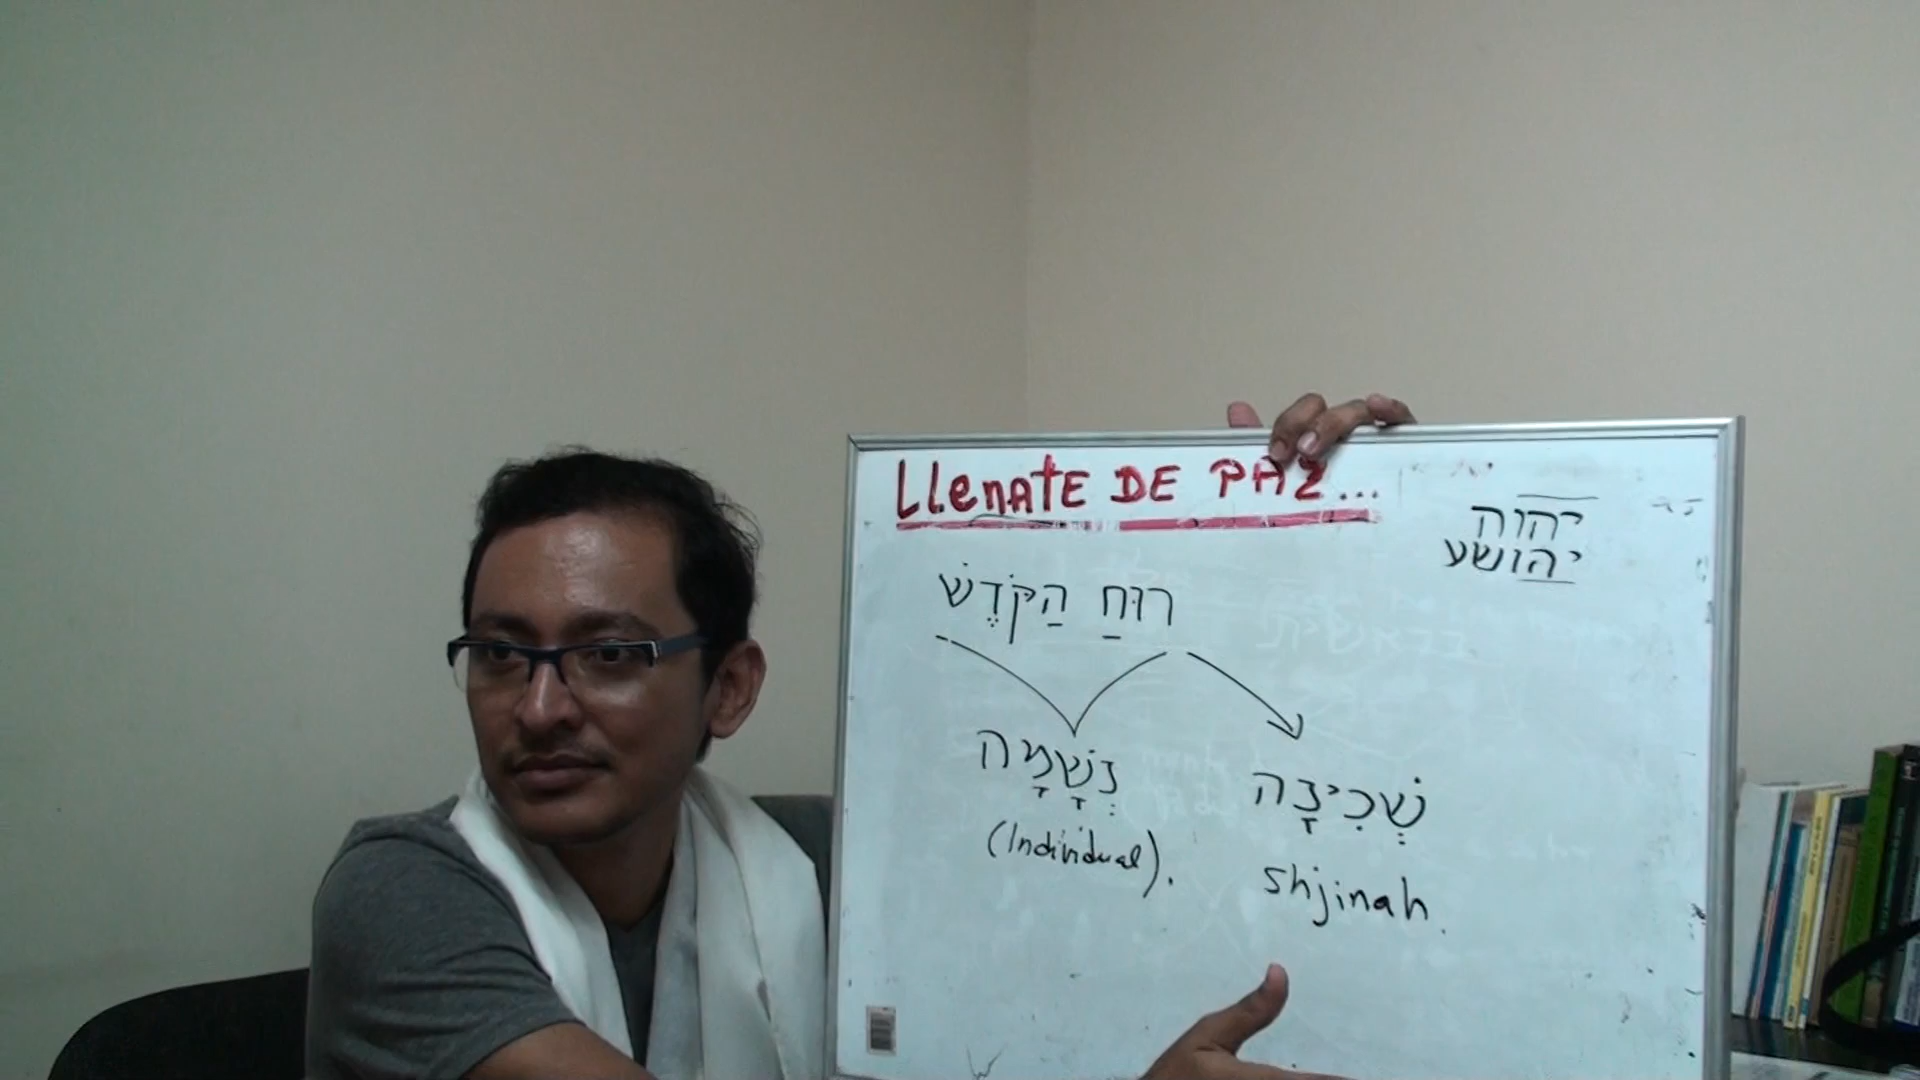 LLenATE DE PAZ...
יהוה
יהושע
רוּחַ הַקֹּדֶשׁ
נְשָׁמָה
(Individual).
שְׁכִינָה
shjinah.